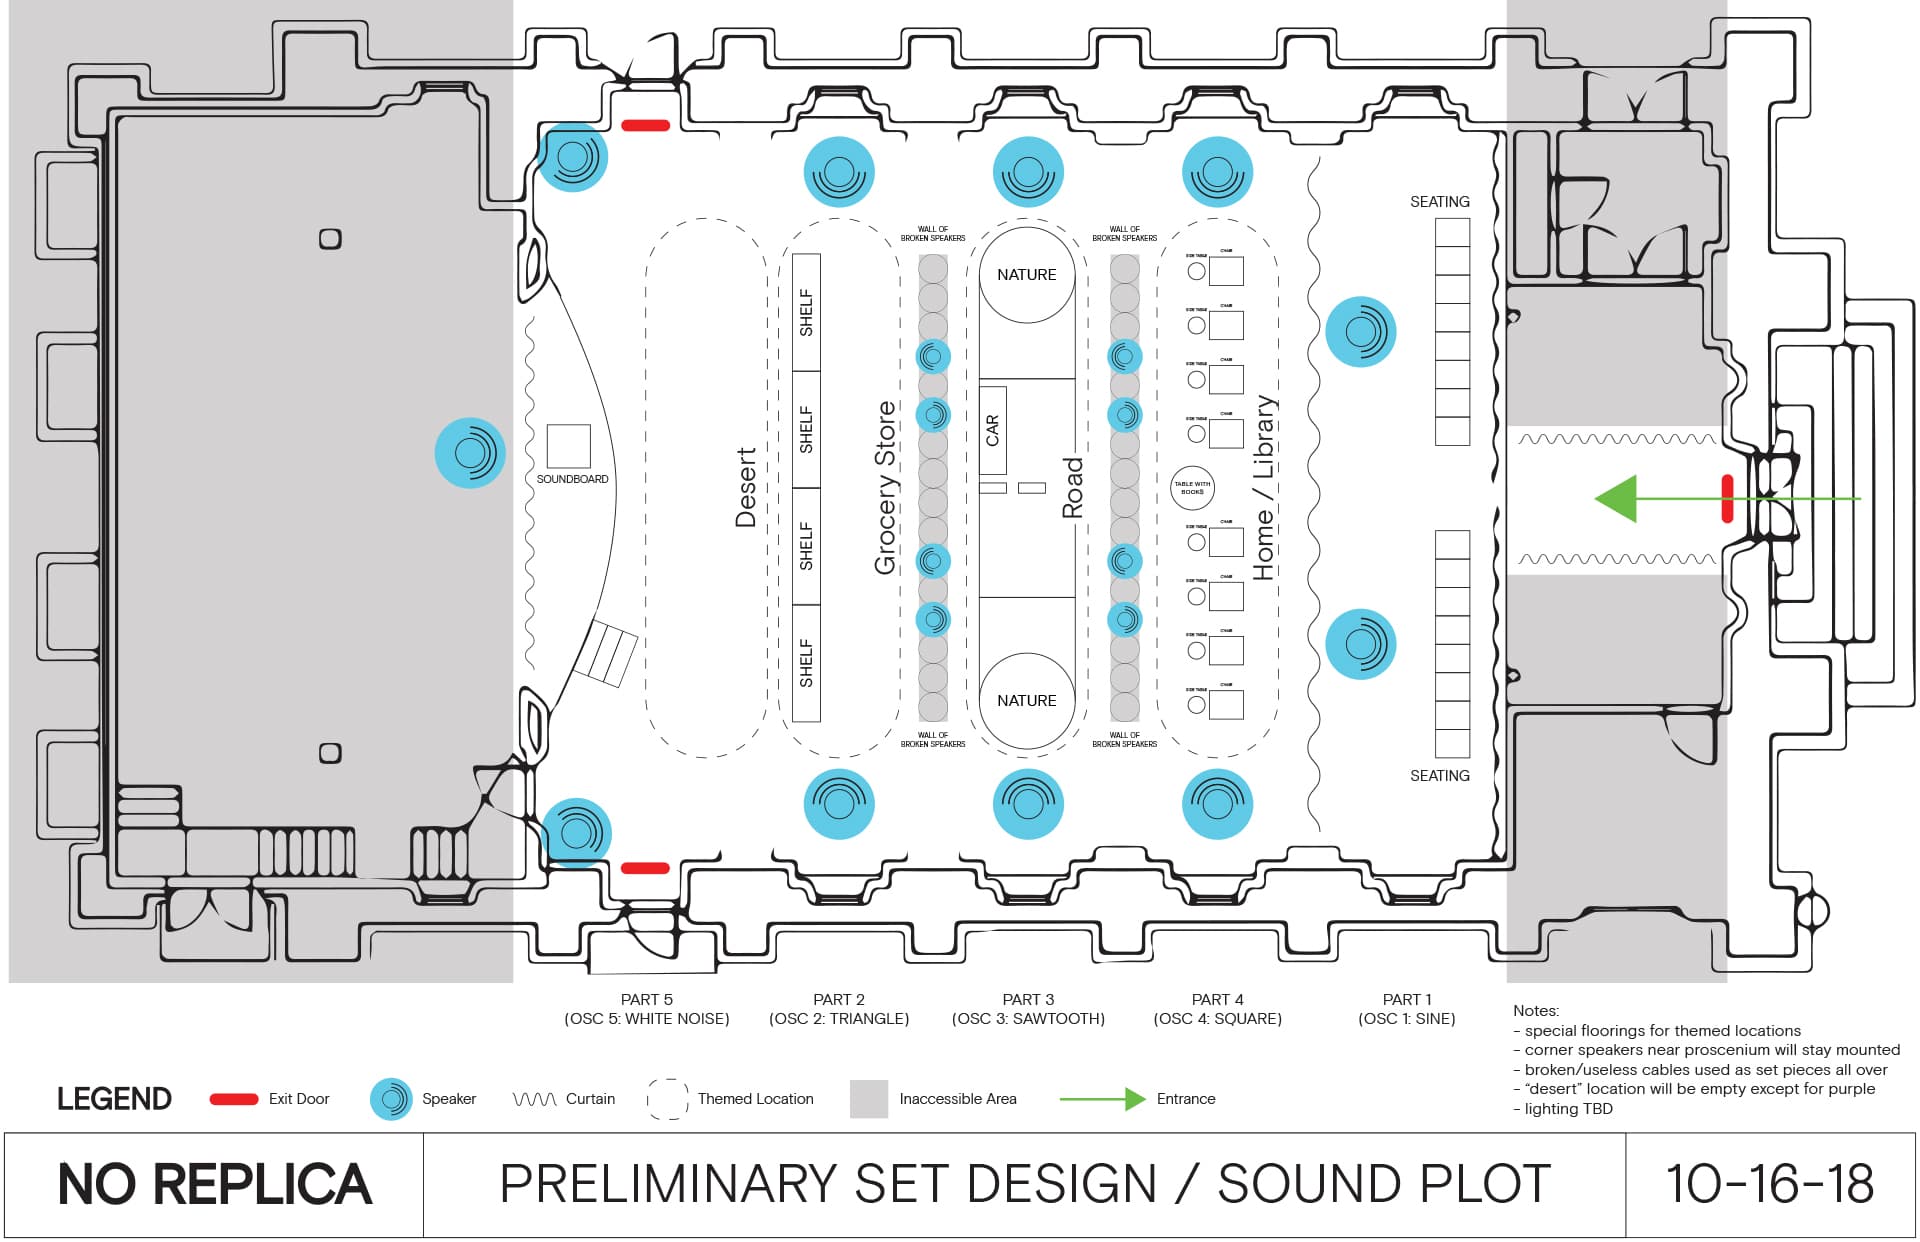 SEATING
WALL OF
BROKEN SPEAKERS
WALL OF
BROKEN SPEAKERS
SIDE TABLE
CHAIR
NATURE
SHELF
SIDE TABLE
CHAIR
SIDE TABLE
CHAIR
SHELF
CAR
SIDE TABLE
CHAIR
SOUNDBOARD
Desert
Grocery Store
Road
TABLE WITH
BOOKS
Home / Library
SHELF
SIDE TABLE
CHAIR
SIDE TABLE
CHAIR
SHELF
SIDE TABLE
CHAIR
NATURE
SIDE TABLE
CHAIR
WALL OF
BROKEN SPEAKERS
WALL OF
BROKEN SPEAKERS
SEATING
PART 5
(OSC 5: WHITE NOISE)
PART 2
(OSC 2: TRIANGLE)
PART 3
(OSC 3: SAWTOOTH)
PART 4
(OSC 4: SQUARE)
PART 1
(OSC 1: SINE)
Notes:
- special floorings for themed locations
- corner speakers near proscenium will stay mounted
- broken/useless cables used as set pieces all over
- “desert” location will be empty except for purple
- lighting TBD
LEGEND
Exit Door
Speaker
Curtain
Themed Location
Inaccessible Area
Entrance
NO REPLICA
PRELIMINARY SET DESIGN / SOUND PLOT
10-16-18